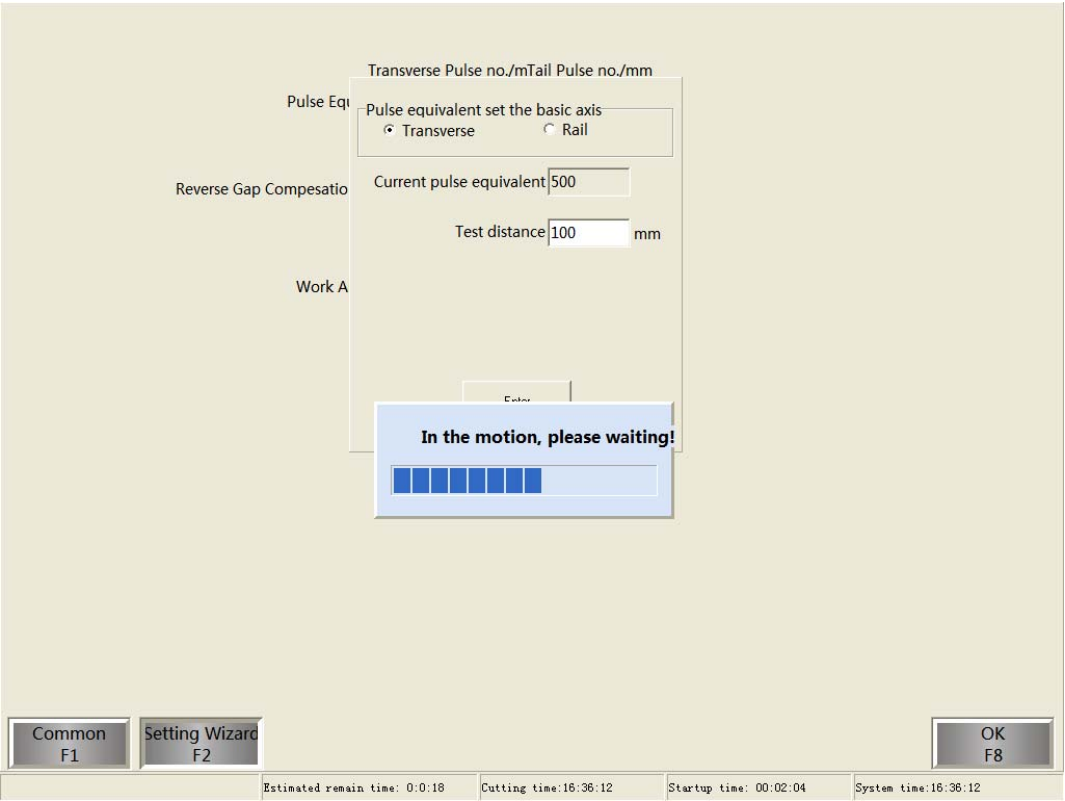 Transverse Pulse no./mTail Pulse no./mm
Pulse Equ
Pulse equivalent set the basic axis
Transverse Rail
Reverse Gap Compesatio
Current pulse equivalent 500
Test distance 100 mm
Work A
Enter
In the motion, please waiting!
Common
F1
Setting Wizard
F2
OK
F8
Estimated remain time: 0:0:18 Cutting time:16:36:12 Startup time: 00:02:04 System time:16:36:12